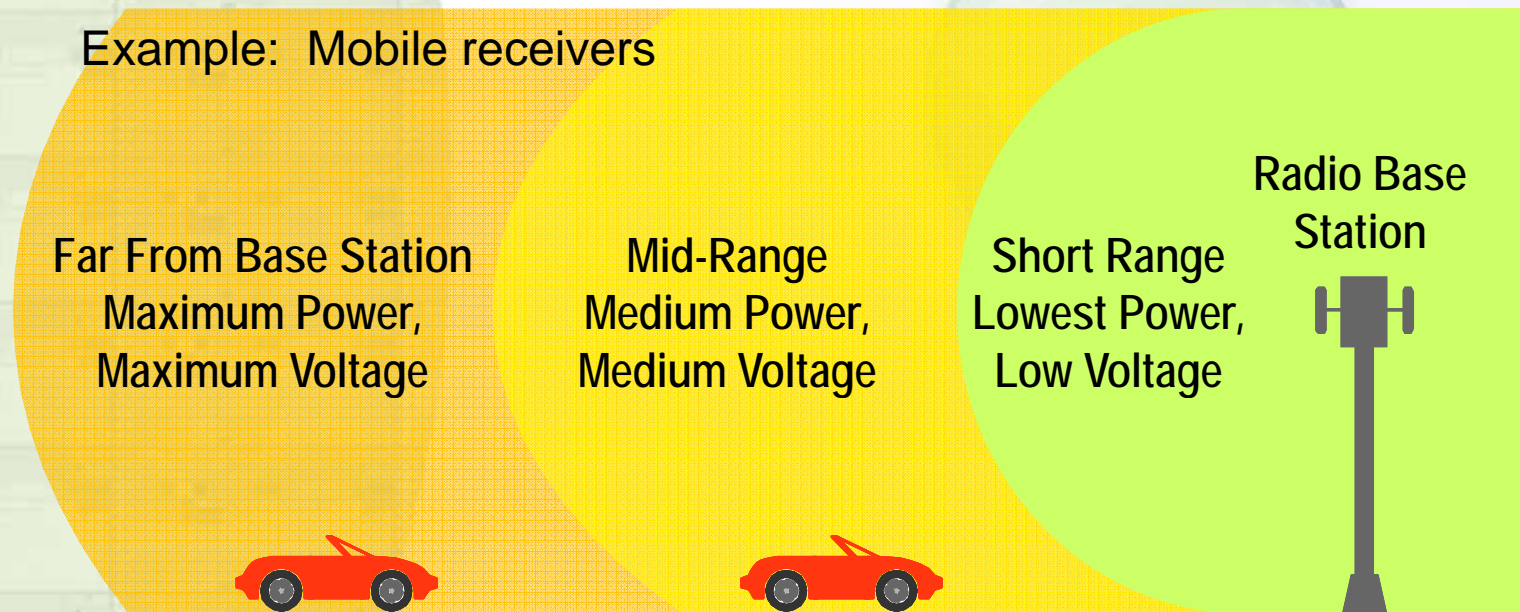 Example: Mobile receivers
Far From Base Station
Maximum Power,
Maximum Voltage
Mid-Range
Medium Power,
Medium Voltage
Short Range
Lowest Power,
Low Voltage
Radio Base
Station